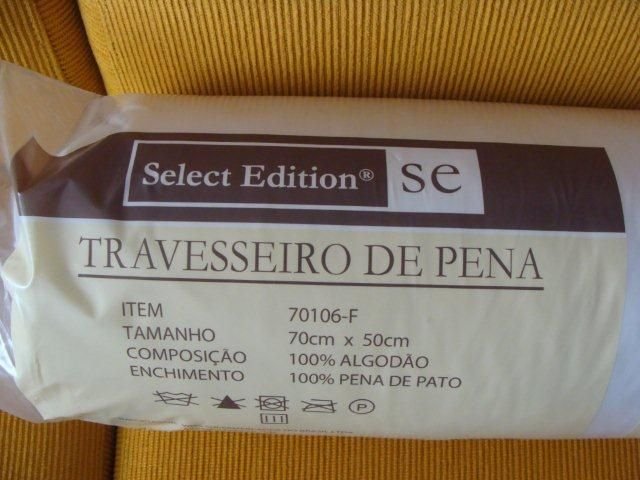 Select Edition® se
TRAVESSEIRO DE PENA
ITEM 70106-F
TAMANHO 70cm x 50cm
COMPOSIÇÃO 100% ALGODÃO
ENCHIMENTO 100% PENA DE PATO
P